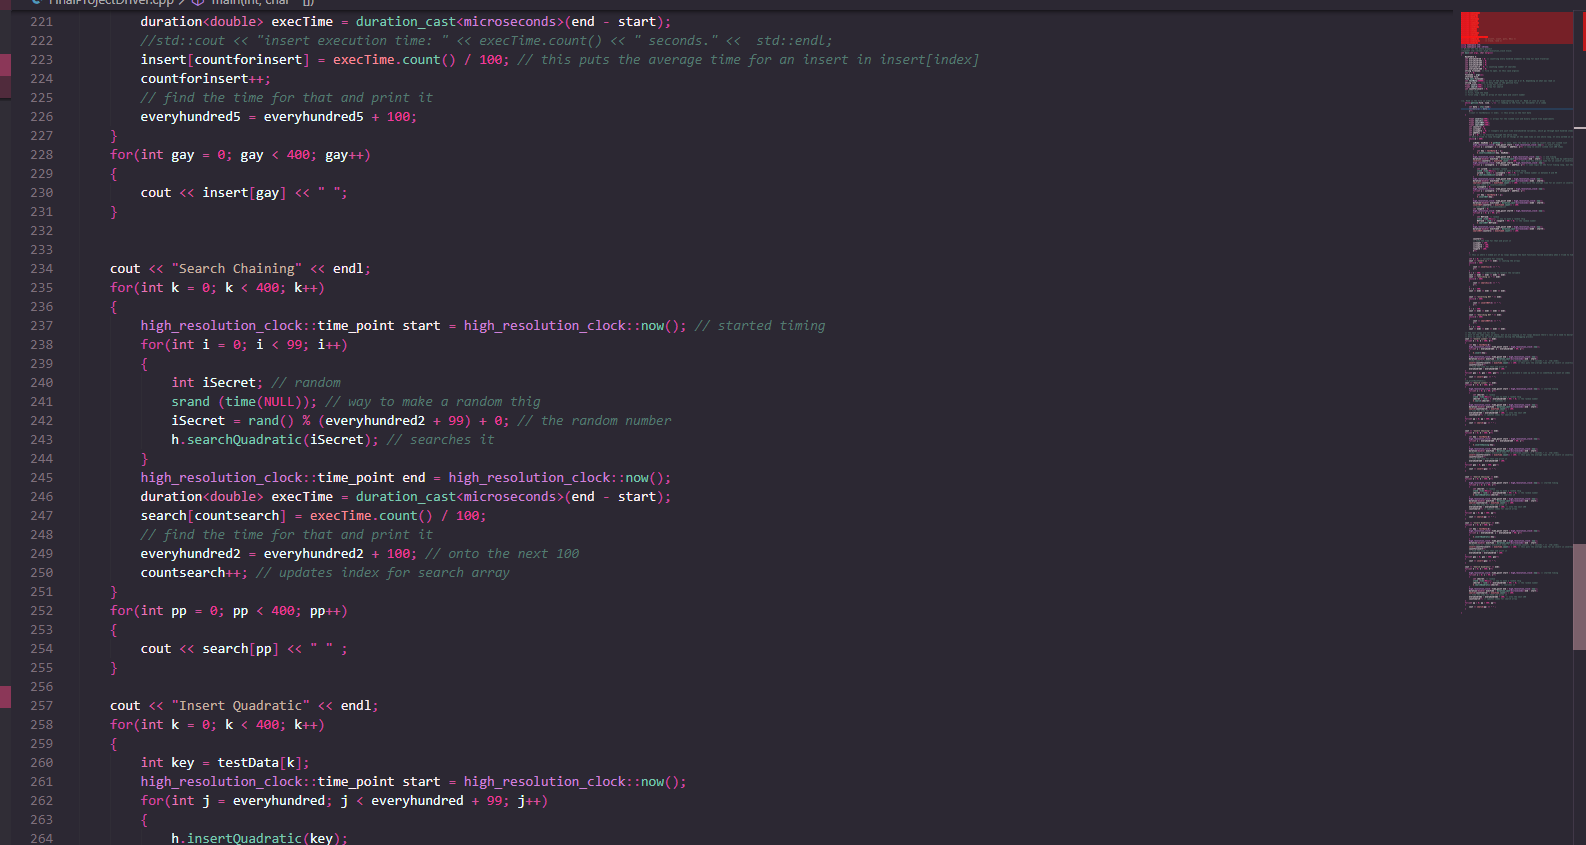 FinalProjectDriver.cpp > main(int, char * [])
221 duration<double> execTime = duration_cast<microseconds>(end - start);
222 //std::cout << "insert execution time: " << execTime.count() << " seconds." <<  std::endl;
223 insert[countforinsert] = execTime.count() / 100; // this puts the average time for an insert in insert[index]
224 countforinsert++;
225 // find the time for that and print it
226 everyhundred5 = everyhundred5 + 100;
227 }
228 for(int gay = 0; gay < 400; gay++)
229 {
230 cout << insert[gay] << " ";
231 }
232
233
234 cout << "Search Chaining" << endl;
235 for(int k = 0; k < 400; k++)
236 {
237 high_resolution_clock::time_point start = high_resolution_clock::now(); // started timing
238 for(int i = 0; i < 99; i++)
239 {
240 int iSecret; // random
241 srand (time(NULL)); // way to make a random thig
242 iSecret = rand() % (everyhundred2 + 99) + 0; // the random number
243 h.searchQuadratic(iSecret); // searches it
244 }
245 high_resolution_clock::time_point end = high_resolution_clock::now();
246 duration<double> execTime = duration_cast<microseconds>(end - start);
247 search[countsearch] = execTime.count() / 100;
248 // find the time for that and print it
249 everyhundred2 = everyhundred2 + 100; // onto the next 100
250 countsearch++; // updates index for search array
251 }
252 for(int pp = 0; pp < 400; pp++)
253 {
254 cout << search[pp] << " " ;
255 }
256
257 cout << "Insert Quadratic" << endl;
258 for(int k = 0; k < 400; k++)
259 {
260 int key = testData[k];
261 high_resolution_clock::time_point start = high_resolution_clock::now();
262 for(int j = everyhundred; j < everyhundred + 99; j++)
263 {
264 h.insertQuadratic(key);